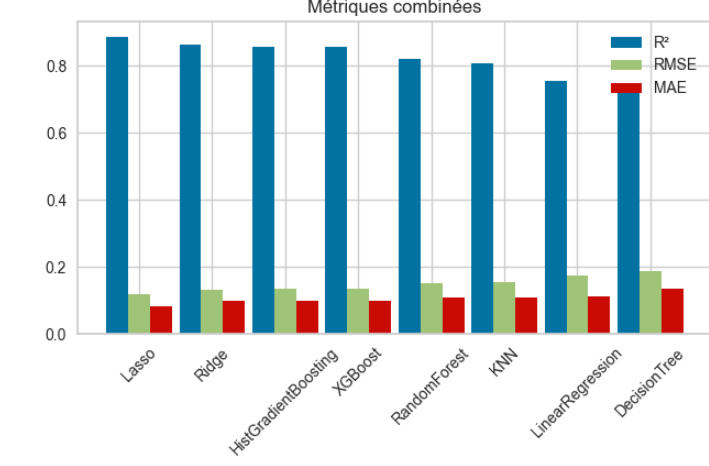 Métriques combinées
R²
RMSE
MAE
0.8
0.6
0.4
0.2
0.0
Lasso
Ridge
HistGradientBoosting
XGBoost
RandomForest
KNN
LinearRegression
DecisionTree